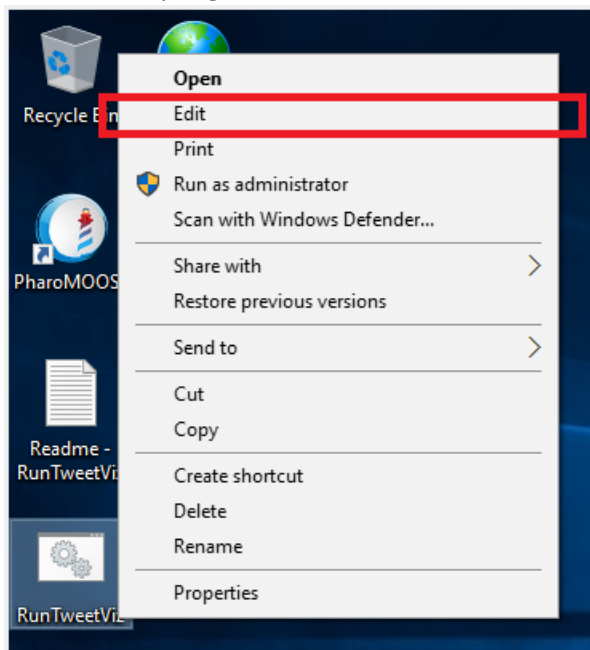 Recycle Bin
PharoMOOS
Readme -
RunTweetVi
RunTweetViz
Open
Edit
Print
Run as administrator
Scan with Windows Defender...
Share with
Restore previous versions
Send to
Cut
Copy
Create shortcut
Delete
Rename
Properties